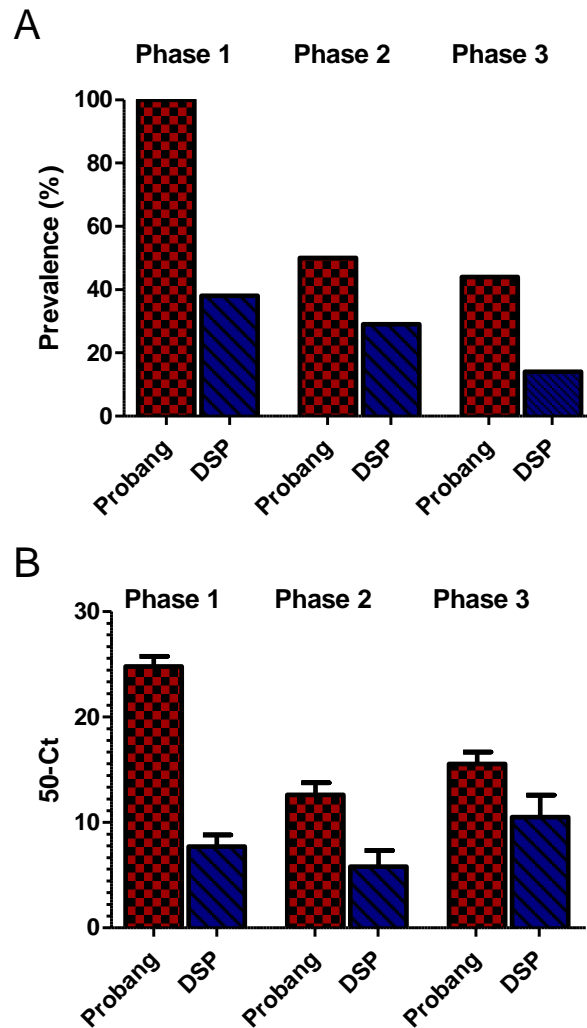 A
Phase 1 Phase 2 Phase 3
Prevalence (%)
100
80
60
40
20
0
Probang DSP Probang DSP Probang DSP
B
Phase 1 Phase 2 Phase 3
50-Ct
30
20
10
0
Probang DSP Probang DSP Probang DSP